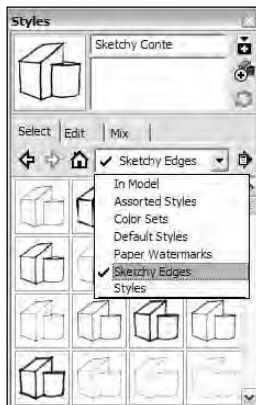 Styles
Sketchy Conte
Select Edit Mix
Sketchy Edges
In Model
Assorted Styles
Color Sets
Default Styles
Paper Watermarks
Sketchy Edges
Styles